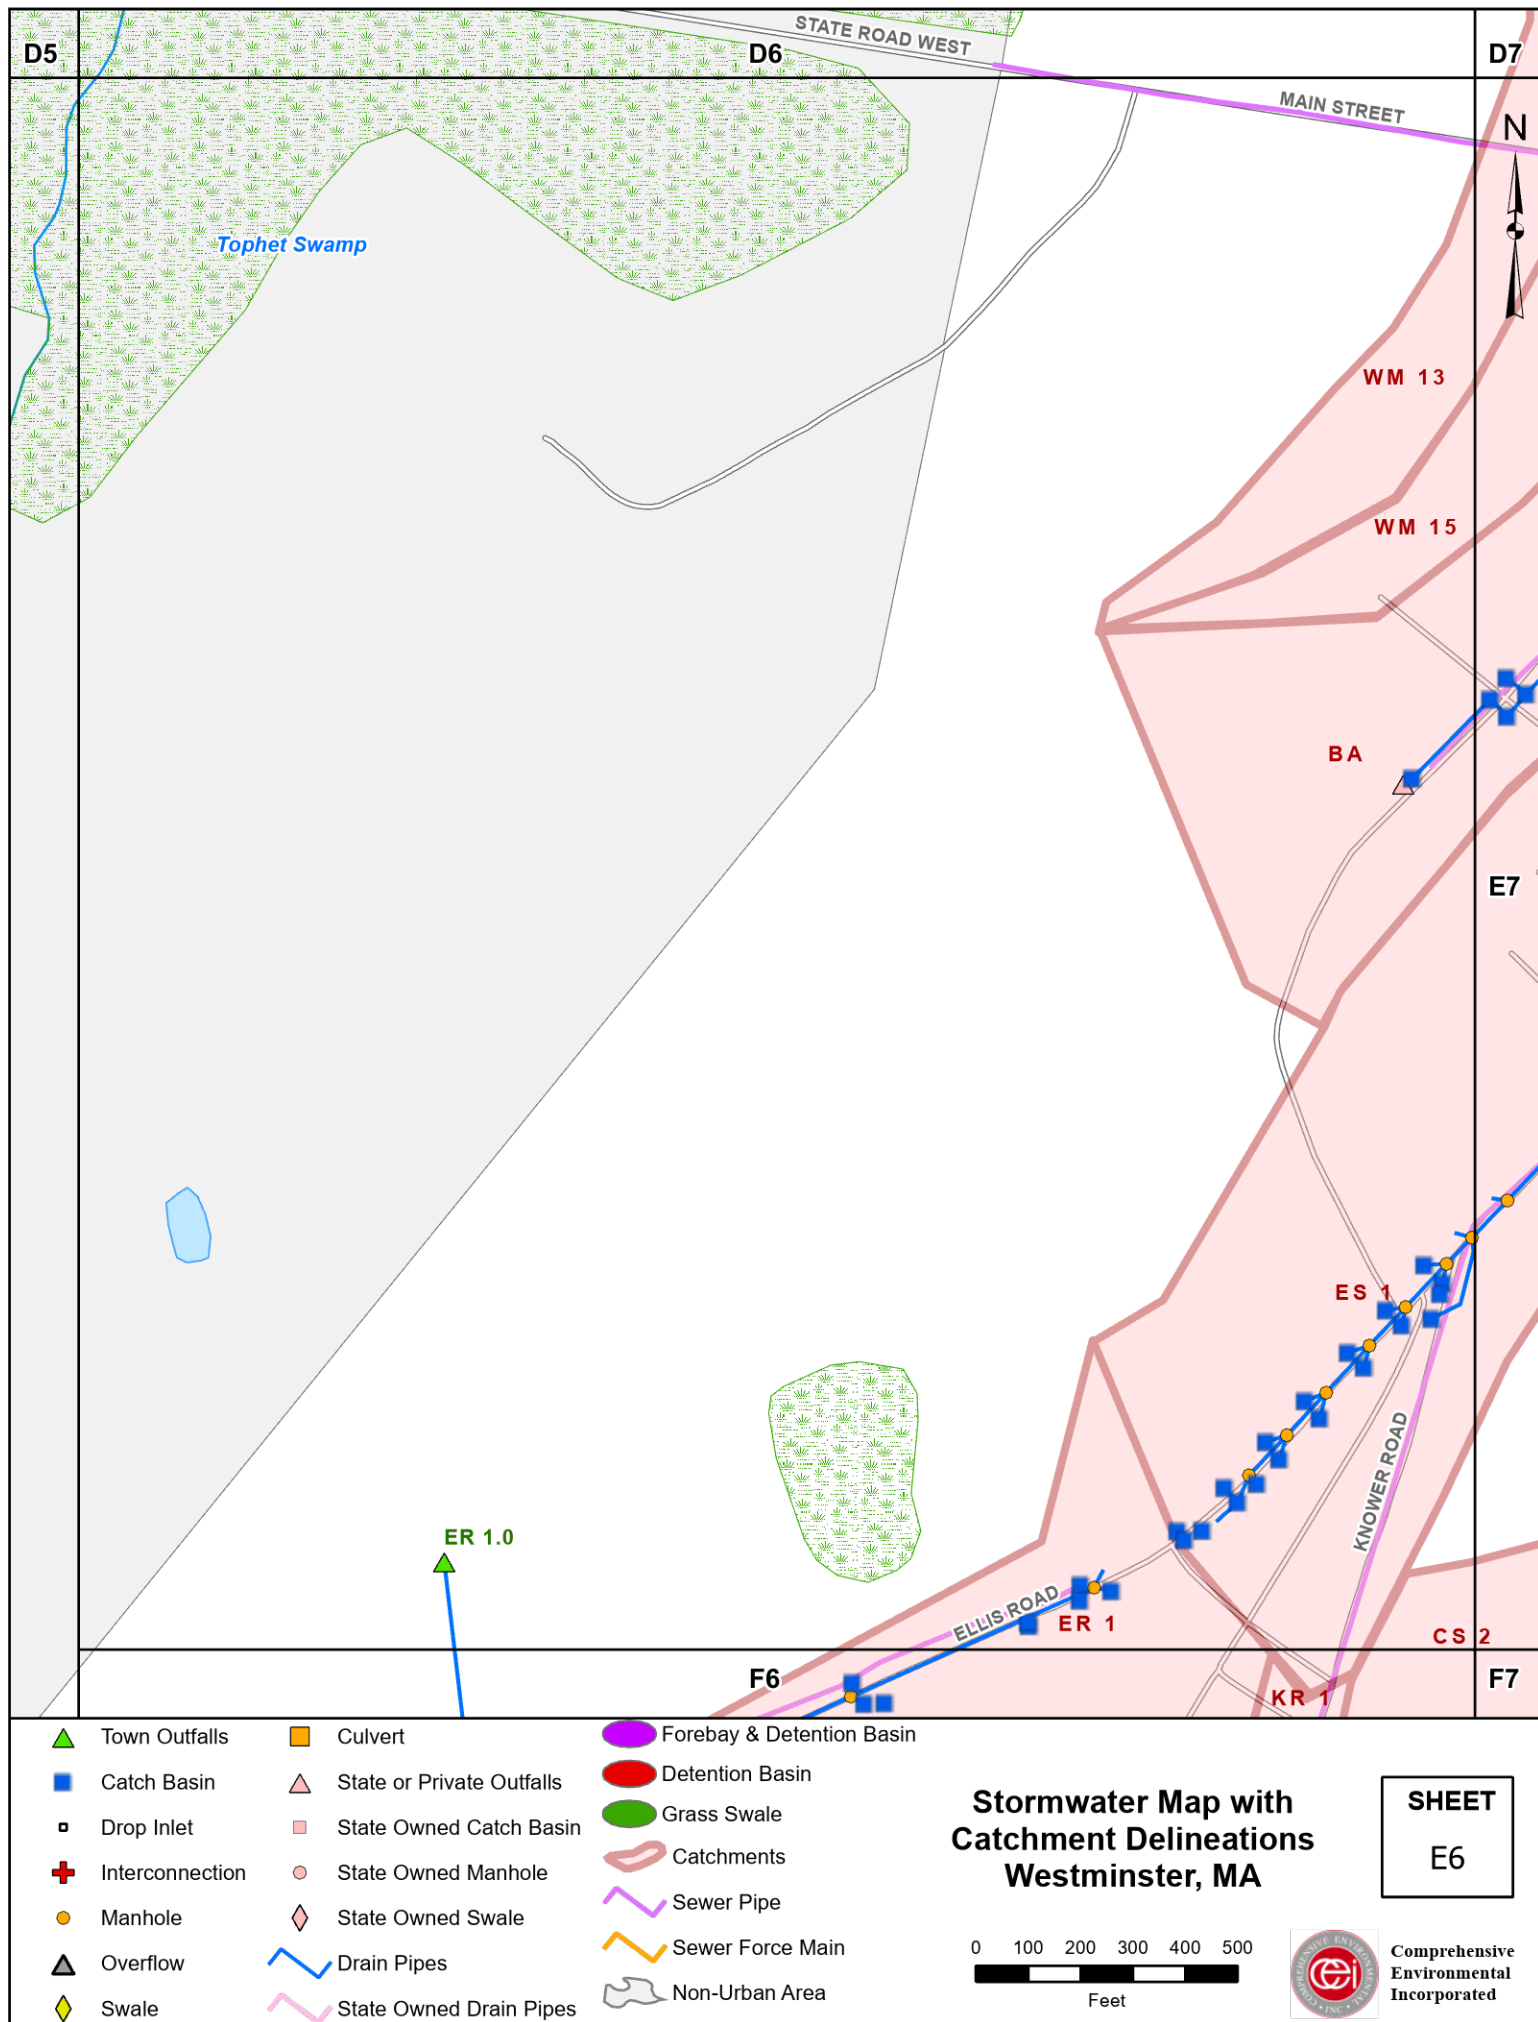 STATE ROAD WEST
D5
D6
D7
MAIN STREET
N
Tophet Swamp
WM 13
WM 15
BA
E7
ES 1
KNOWER ROAD
ER 1.0
ELLIS ROAD
ER 1
CS 2
F6
F7
KR 1
Town Outfalls
Catch Basin
Drop Inlet
Interconnection
Manhole
Overflow
Swale
Culvert
State or Private Outfalls
State Owned Catch Basin
State Owned Manhole
State Owned Swale
Drain Pipes
State Owned Drain Pipes
Forebay & Detention Basin
Detention Basin
Grass Swale
Catchments
Sewer Pipe
Sewer Force Main
Non-Urban Area
Stormwater Map with
Catchment Delineations
Westminster, MA
SHEET
E6
0 100 200 300 400 500
Feet
COMPREHENSIVE ENVIRONMENTAL
INC
cei
Comprehensive
Environmental
Incorporated